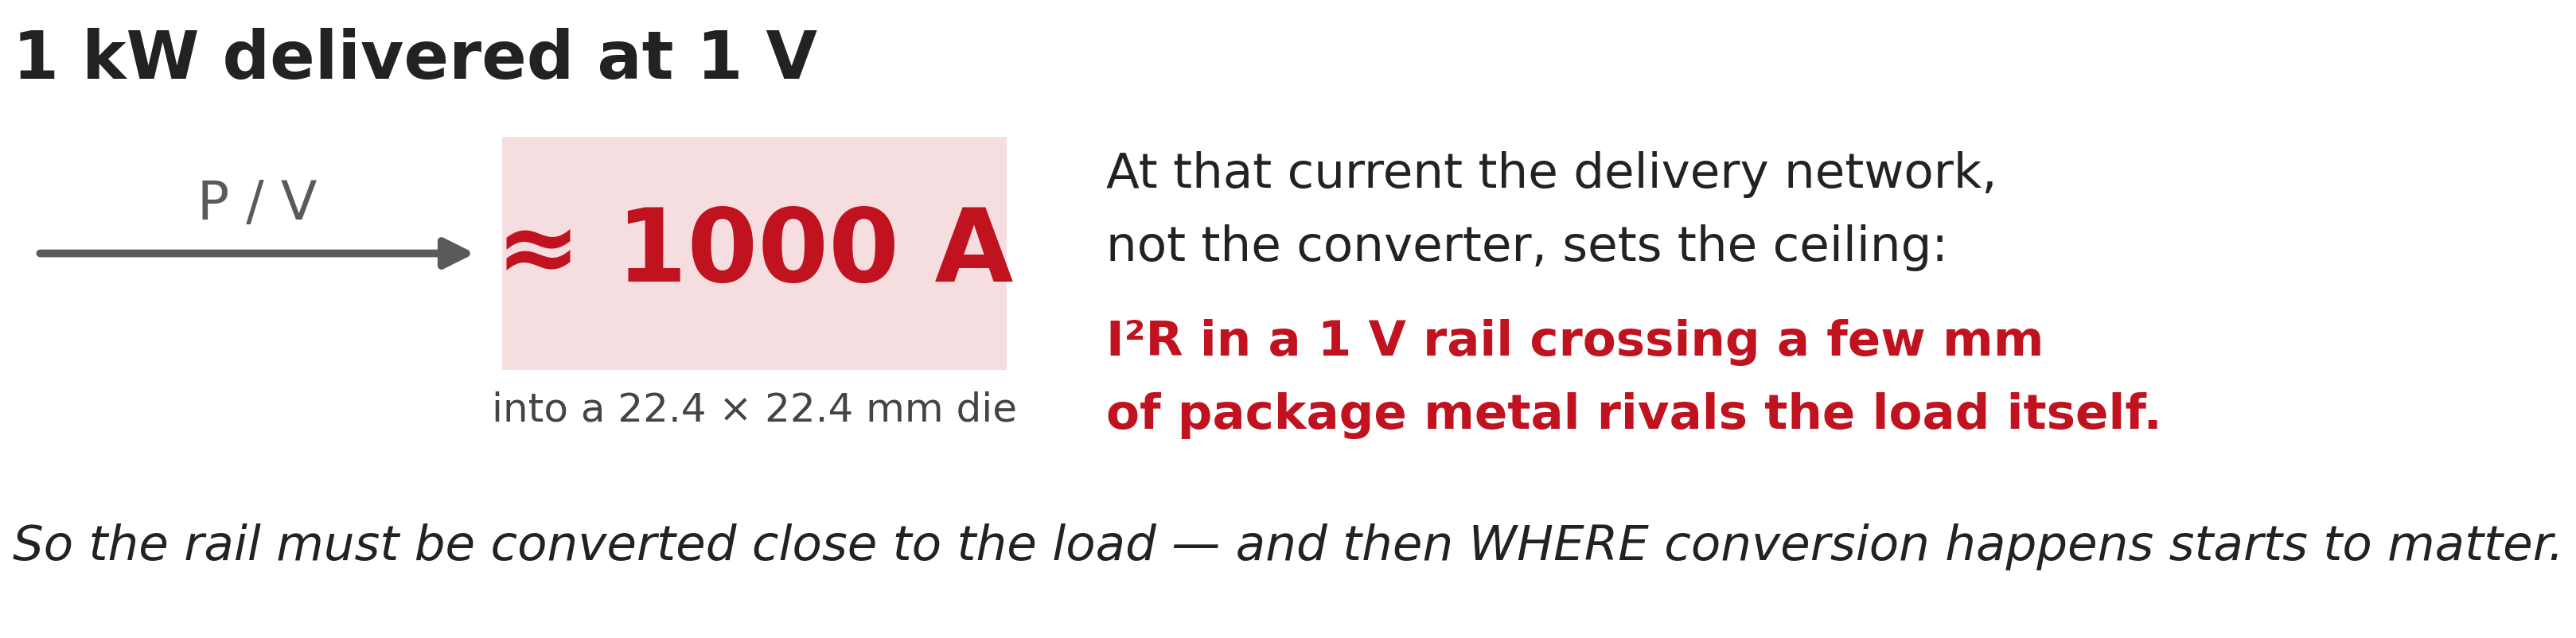 1 kW delivered at 1 V
P / V
≈ 1000 A
into a 22.4 × 22.4 mm die
At that current the delivery network,
not the converter, sets the ceiling:
I²R in a 1 V rail crossing a few mm
of package metal rivals the load itself.
So the rail must be converted close to the load — and then WHERE conversion happens starts to matter.